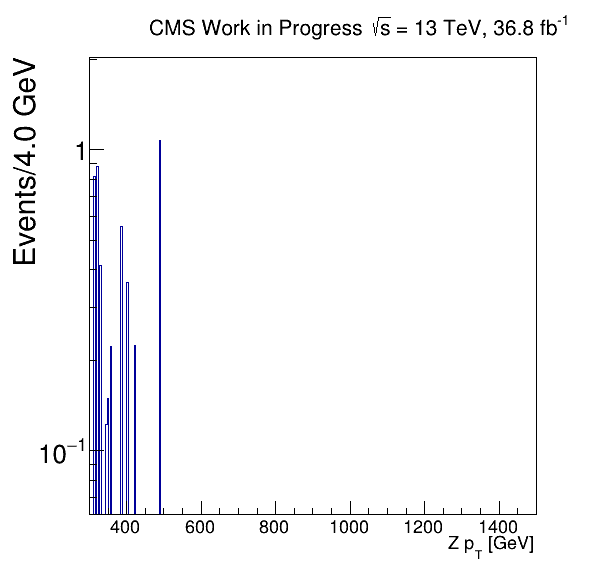 CMS Work in Progress √s = 13 TeV, 36.8 fb⁻¹
Events/4.0 GeV
1
10⁻¹
400 600 800 1000 1200 1400
Z p_T [GeV]